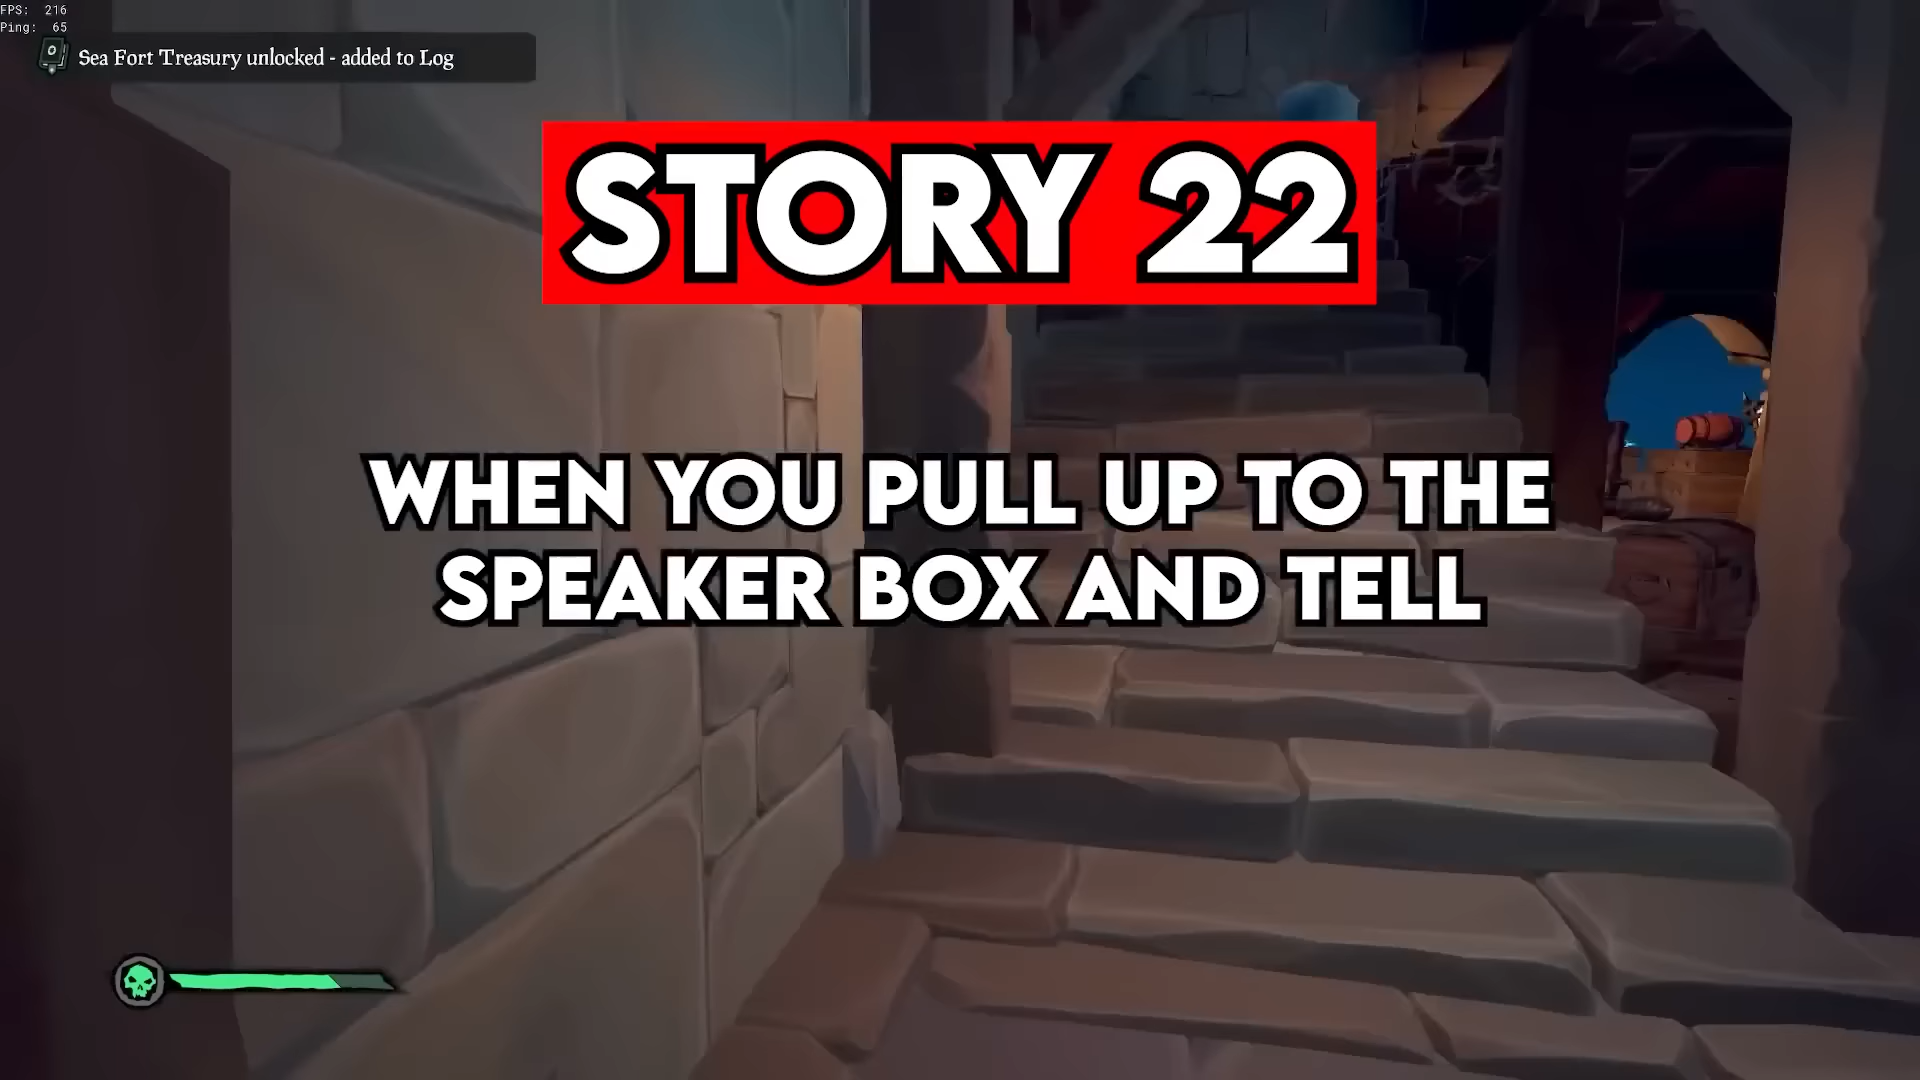 FPS: 216
Ping: 65
Sea Fort Treasury unlocked - added to Log
STORY 22
WHEN YOU PULL UP TO THE
SPEAKER BOX AND TELL